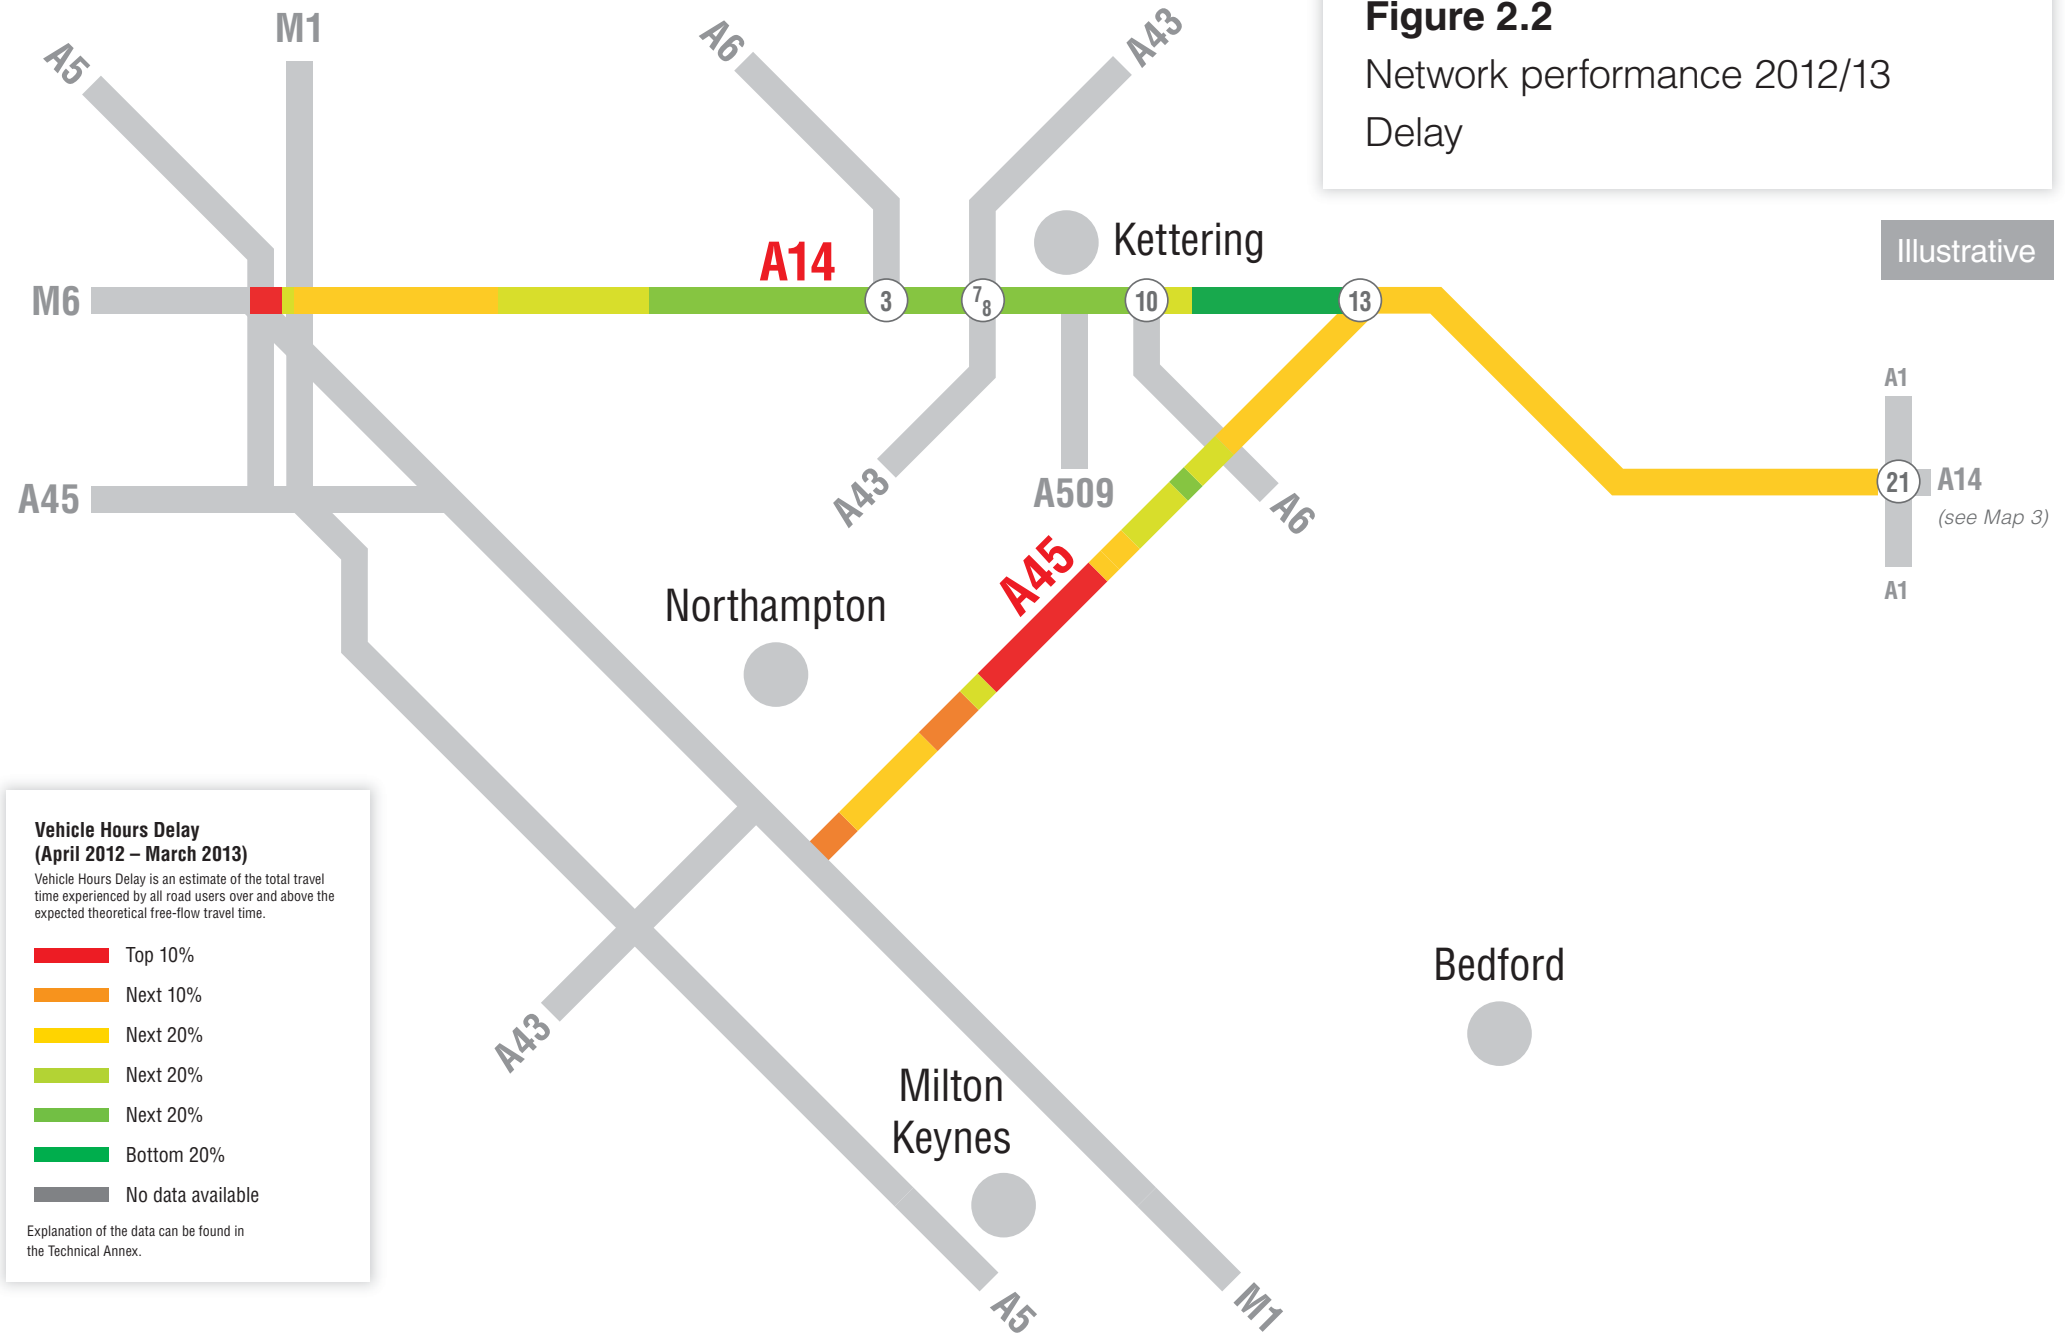 Figure 2.2
Network performance 2012/13
Delay
Illustrative
A5
M1
A6
A43
Kettering
A14
M6
3
7
8
10
13
A1
21
A14
(see Map 3)
A1
A45
A43
A509
A6
A45
Northampton
Bedford
A43
Milton
Keynes
A5
M1
Vehicle Hours Delay
(April 2012 – March 2013)
Vehicle Hours Delay is an estimate of the total travel
time experienced by all road users over and above the
expected theoretical free-flow travel time.
Top 10%
Next 10%
Next 20%
Next 20%
Next 20%
Bottom 20%
No data available
Explanation of the data can be found in
the Technical Annex.